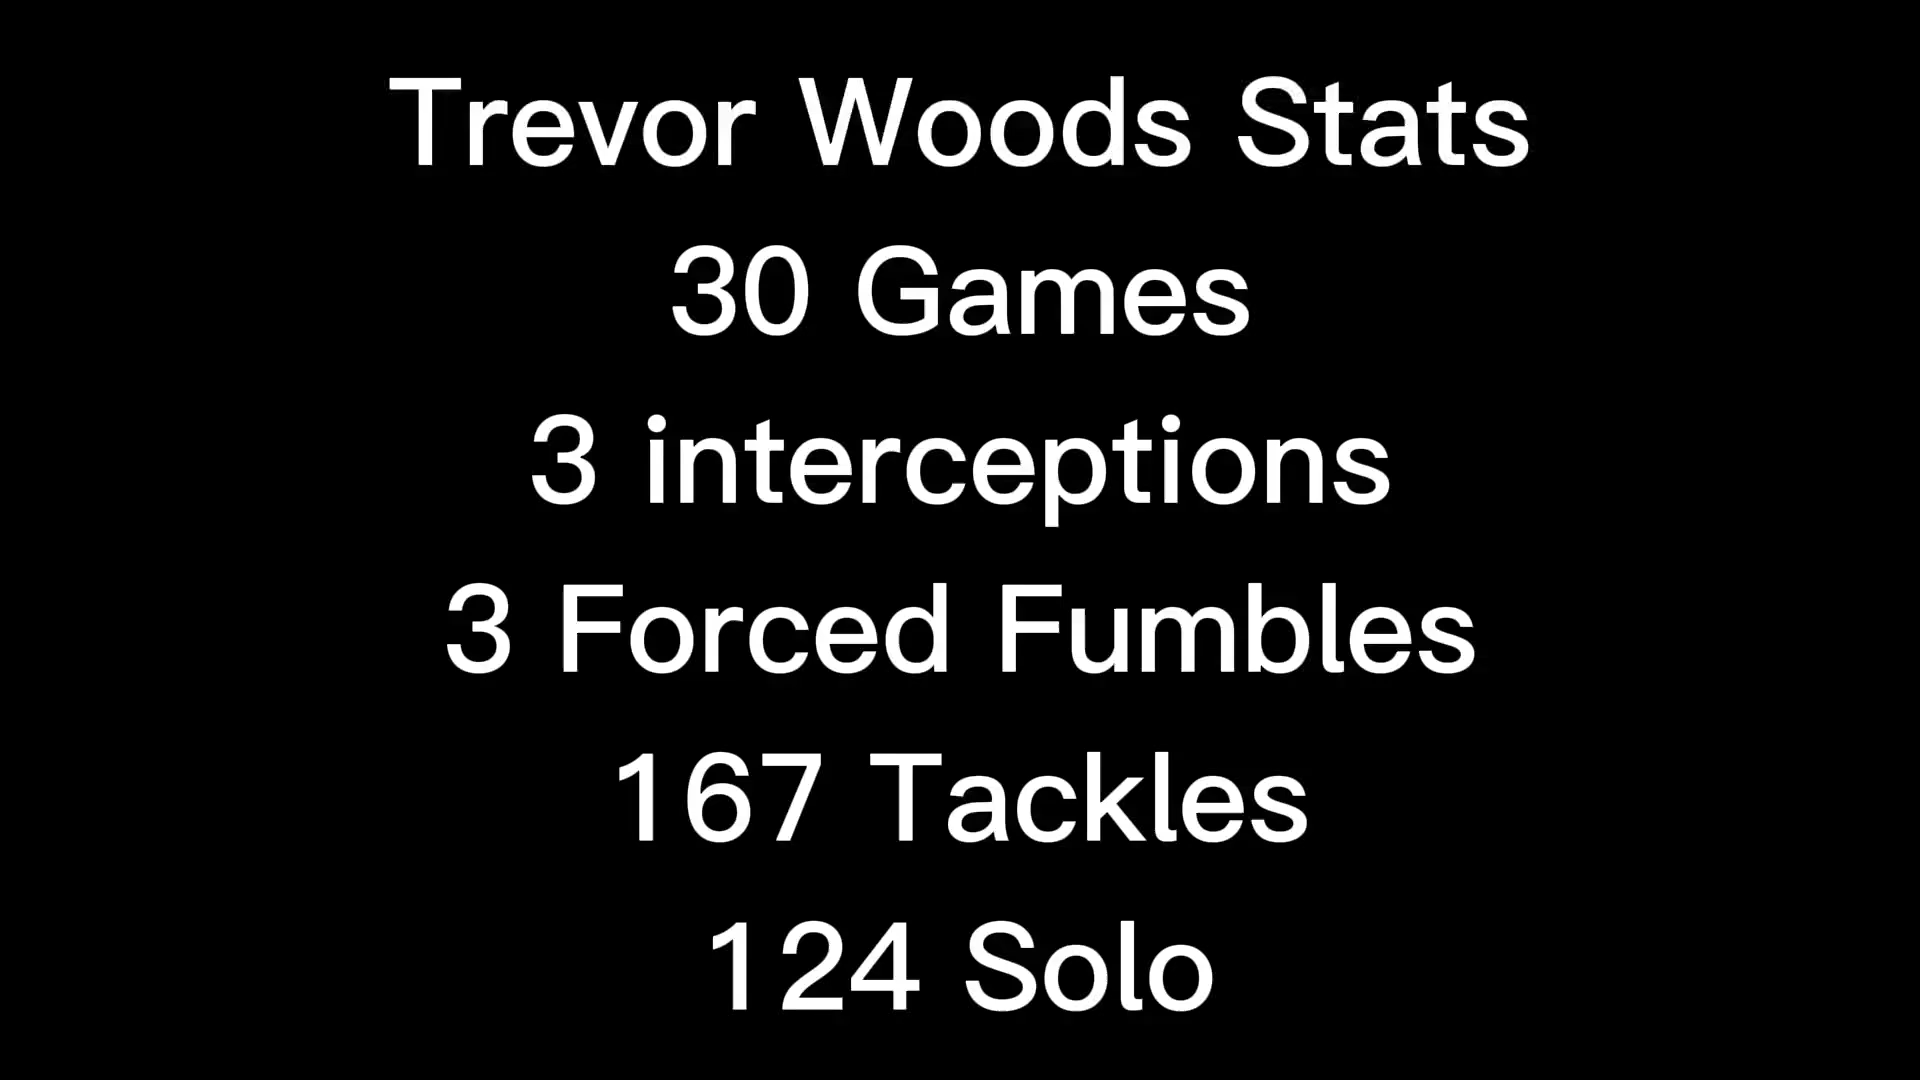 Trevor Woods Stats
30 Games
3 interceptions
3 Forced Fumbles
167 Tackles
124 Solo